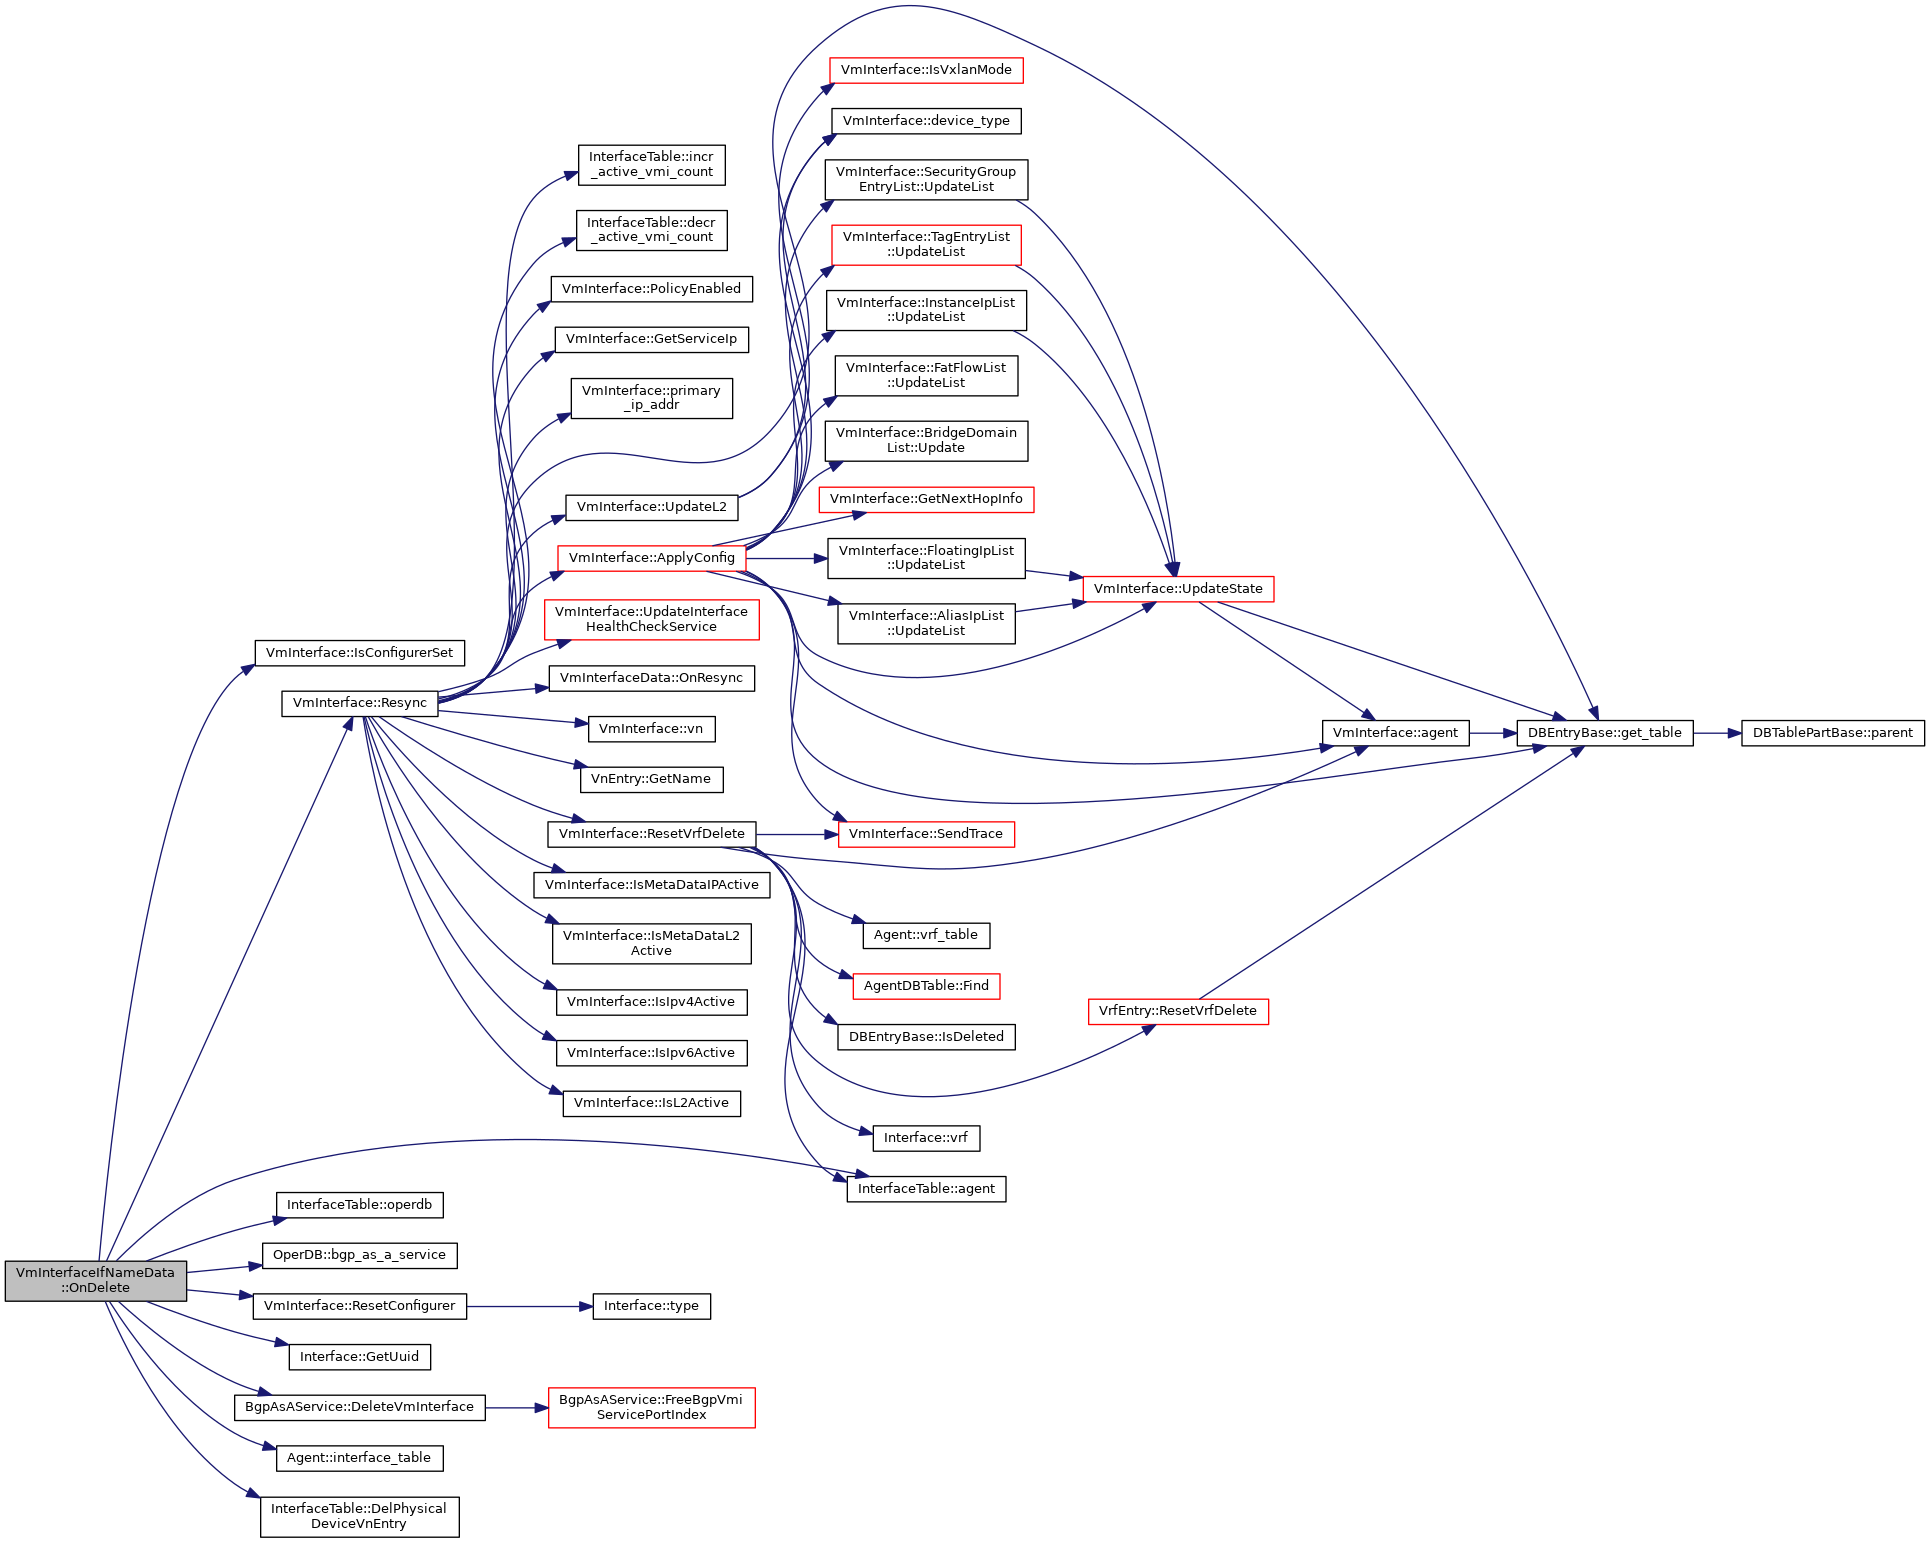 VmInterfaceIfNameData
::OnDelete
VmInterface::IsConfigurerSet
VmInterface::Resync
InterfaceTable::operdb
OperDB::bgp_as_a_service
VmInterface::ResetConfigurer
Interface::GetUuid
BgpAsAService::DeleteVmInterface
Agent::interface_table
InterfaceTable::DelPhysical
DeviceVnEntry
InterfaceTable::incr
_active_vmi_count
InterfaceTable::decr
_active_vmi_count
VmInterface::PolicyEnabled
VmInterface::GetServiceIp
VmInterface::primary
_ip_addr
VmInterface::UpdateL2
VmInterface::ApplyConfig
VmInterface::UpdateInterface
HealthCheckService
VmInterfaceData::OnResync
VmInterface::vn
VnEntry::GetName
VmInterface::ResetVrfDelete
VmInterface::IsMetaDataIPActive
VmInterface::IsMetaDataL2
Active
VmInterface::IsIpv4Active
VmInterface::IsIpv6Active
VmInterface::IsL2Active
Interface::type
BgpAsAService::FreeBgpVmi
ServicePortIndex
VmInterface::IsVxlanMode
VmInterface::device_type
VmInterface::SecurityGroup
EntryList::UpdateList
VmInterface::TagEntryList
::UpdateList
VmInterface::InstanceIpList
::UpdateList
VmInterface::FatFlowList
::UpdateList
VmInterface::BridgeDomain
List::Update
VmInterface::GetNextHopInfo
VmInterface::FloatingIpList
::UpdateList
VmInterface::AliasIpList
::UpdateList
VmInterface::SendTrace
Agent::vrf_table
AgentDBTable::Find
DBEntryBase::IsDeleted
Interface::vrf
InterfaceTable::agent
VmInterface::UpdateState
VrfEntry::ResetVrfDelete
VmInterface::agent
DBEntryBase::get_table
DBTablePartBase::parent